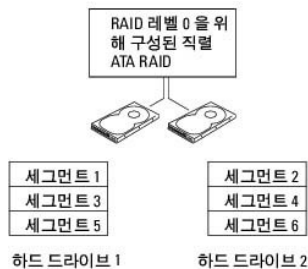 RAID 레벨 0 을 위
해 구성된 직렬
ATA RAID
세그먼트 1
세그먼트 2
세그먼트 3
세그먼트 4
세그먼트 5
세그먼트 6
하드 드라이브 1
하드 드라이브 2